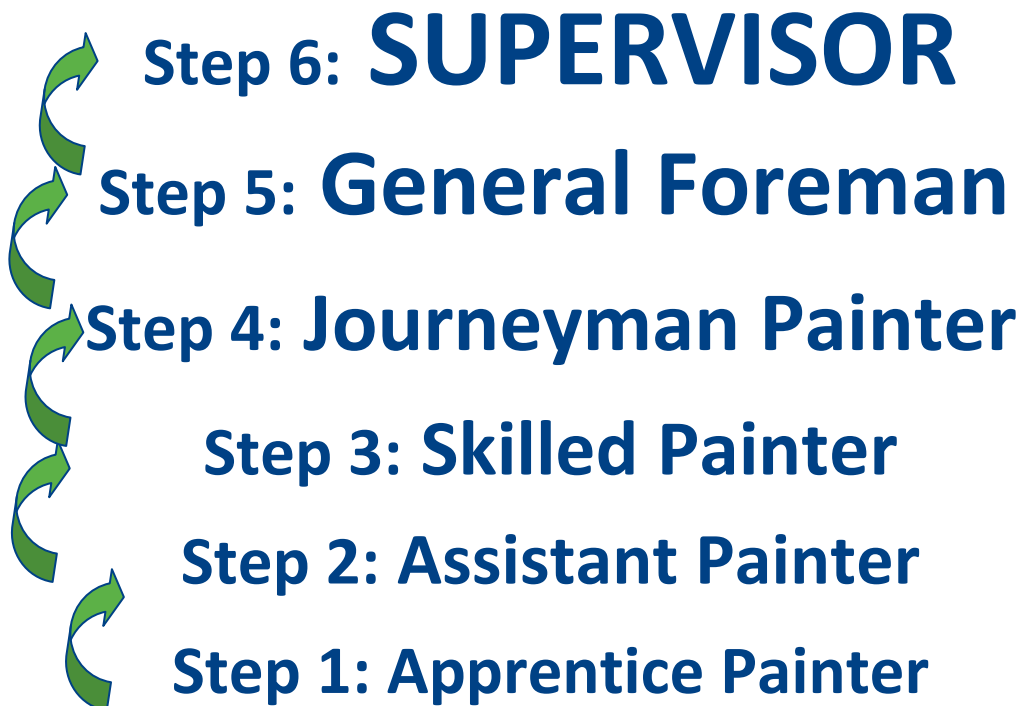 Step 6: SUPERVISOR
Step 5: General Foreman
Step 4: Journeyman Painter
Step 3: Skilled Painter
Step 2: Assistant Painter
Step 1: Apprentice Painter